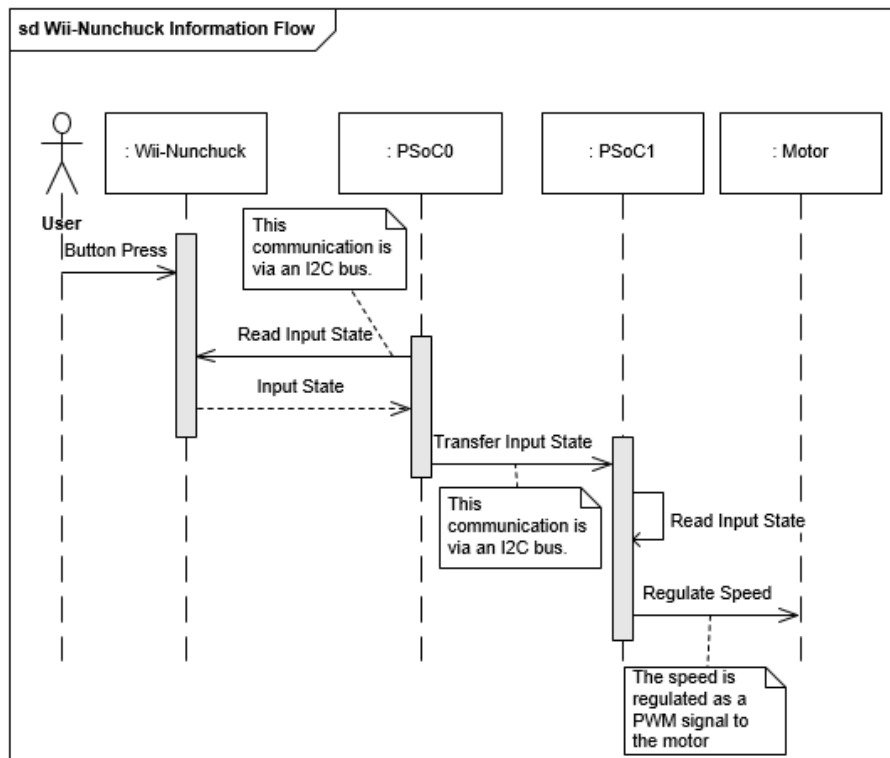 sd Wii-Nunchuck Information Flow
: Wii-Nunchuck
: PSoC0
: PSoC1
: Motor
User
This
communication is
via an I2C bus.
Button Press
Read Input State
Input State
Transfer Input State
This
communication is
via an I2C bus.
Read Input State
Regulate Speed
The speed is
regulated as a
PWM signal to
the motor